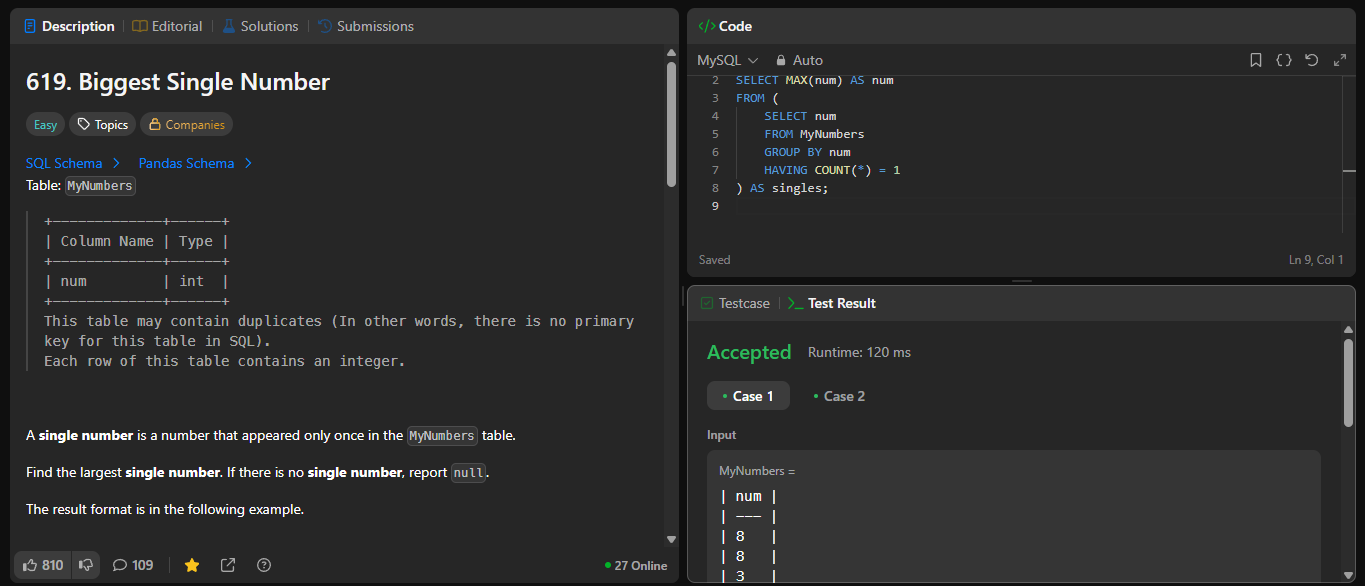 Description
Editorial
Solutions
Submissions
619. Biggest Single Number
Easy
Topics
Companies
SQL Schema >
Pandas Schema >
Table: MyNumbers
+-------------+------+
| Column Name | Type |
+-------------+------+
| num         | int  |
+-------------+------+
This table may contain duplicates (In other words, there is no primary
key for this table in SQL).
Each row of this table contains an integer.
A single number is a number that appeared only once in the MyNumbers table.
Find the largest single number. If there is no single number, report null.
The result format is in the following example.
810
109
27 Online
</> Code
MySQL
Auto
2 SELECT MAX(num) AS num
3 FROM (
4     SELECT num
5     FROM MyNumbers
6     GROUP BY num
7     HAVING COUNT(*) = 1
8 ) AS singles;
9
Saved
Ln 9, Col 1
Testcase
>_ Test Result
Accepted
Runtime: 120 ms
• Case 1
• Case 2
Input
MyNumbers =
| num |
| --- |
| 8   |
| 8   |
| 3   |